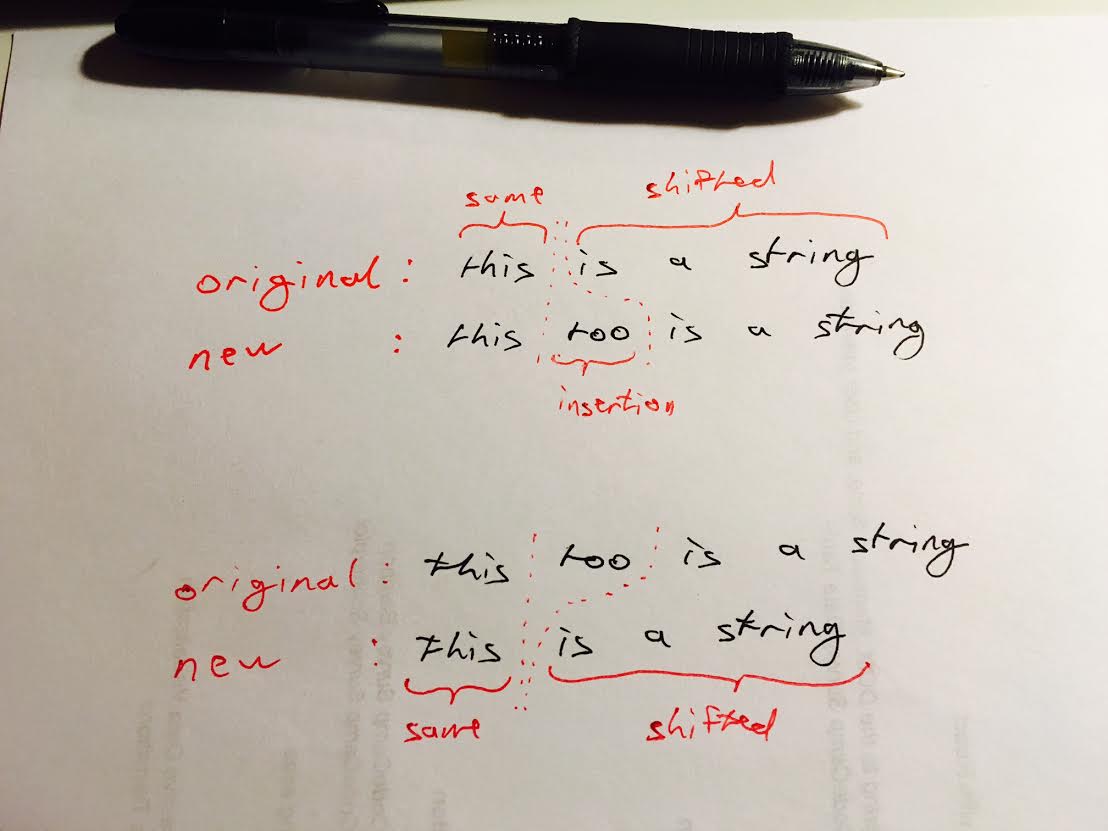 same shifted
original: this is a string
new : this too is a string
insertion
original: this too is a string
new : this is a string
same shifted